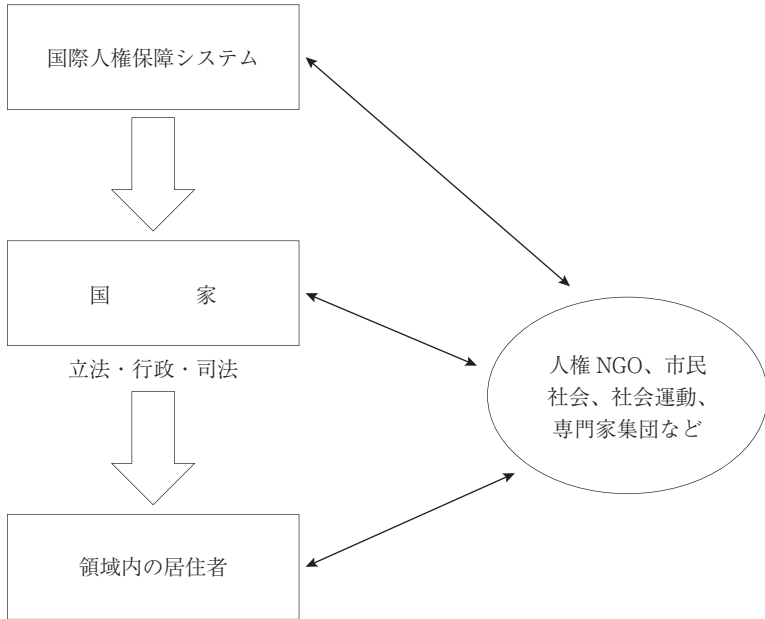 国際人権保障システム
国　　　家
立法・行政・司法
人権 NGO、市民
社会、社会運動、
専門家集団など
領域内の居住者